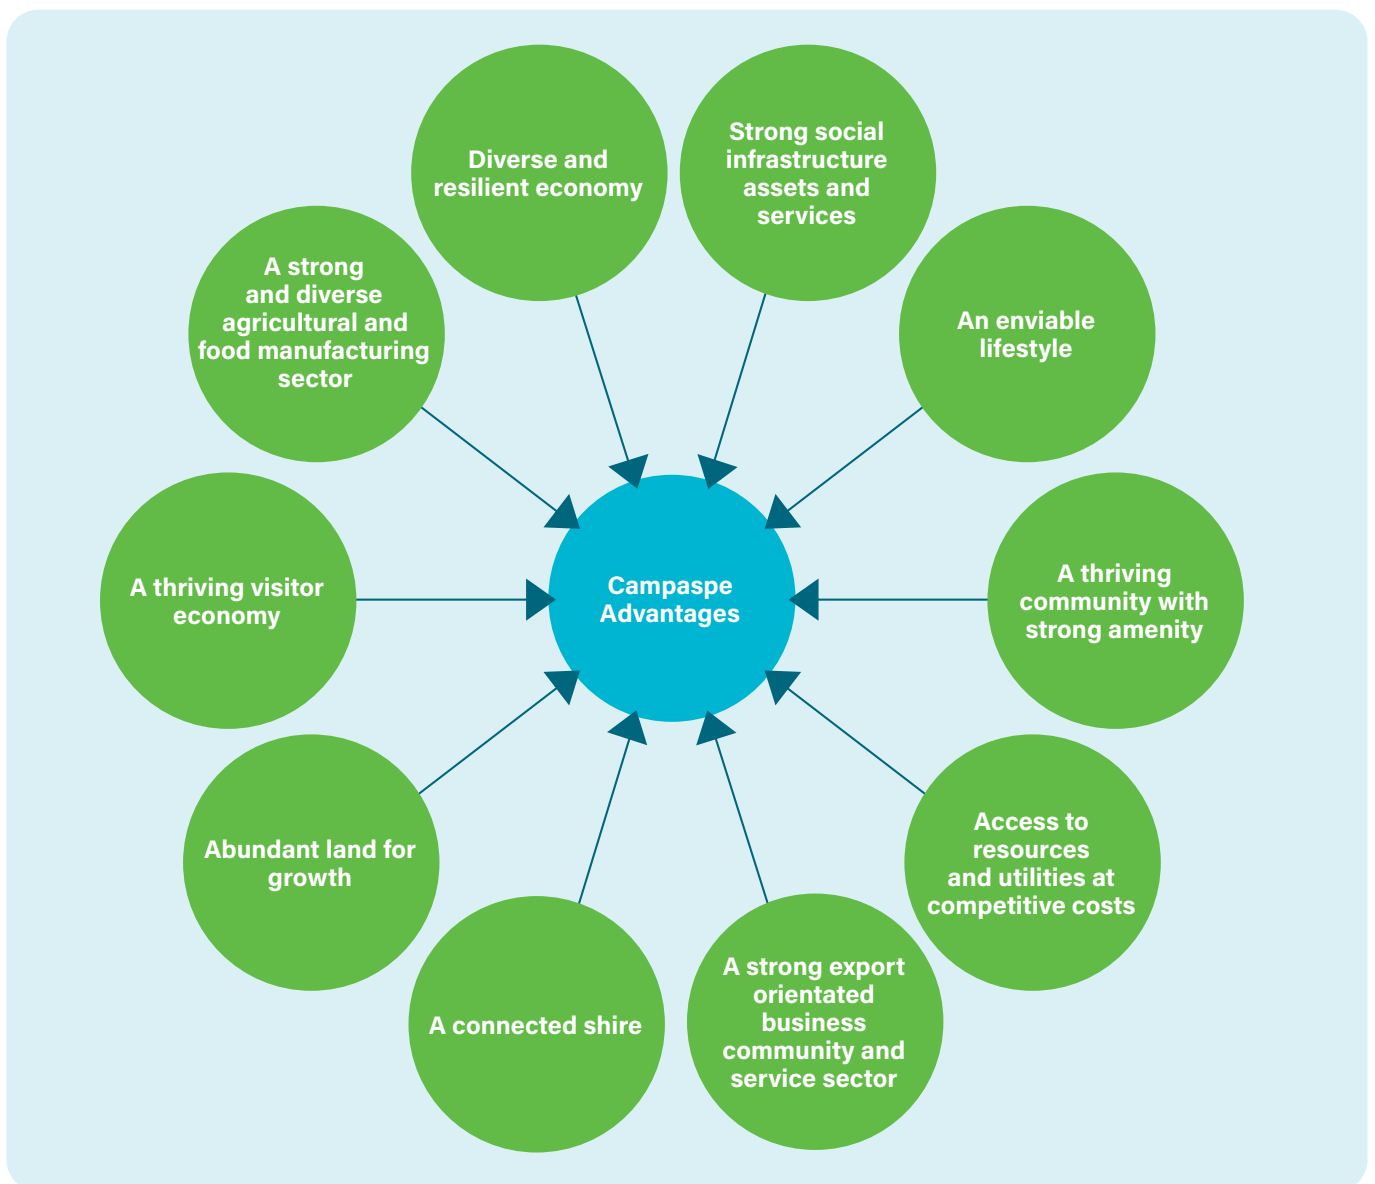 Diverse and
resilient economy
Strong social
infrastructure
assets and
services
An enviable
lifestyle
A thriving
community with
strong amenity
Access to
resources
and utilities at
competitive costs
A strong export
orientated
business
community and
service sector
A connected shire
Abundant land for
growth
A thriving visitor
economy
A strong
and diverse
agricultural and
food manufacturing
sector
Campaspe
Advantages